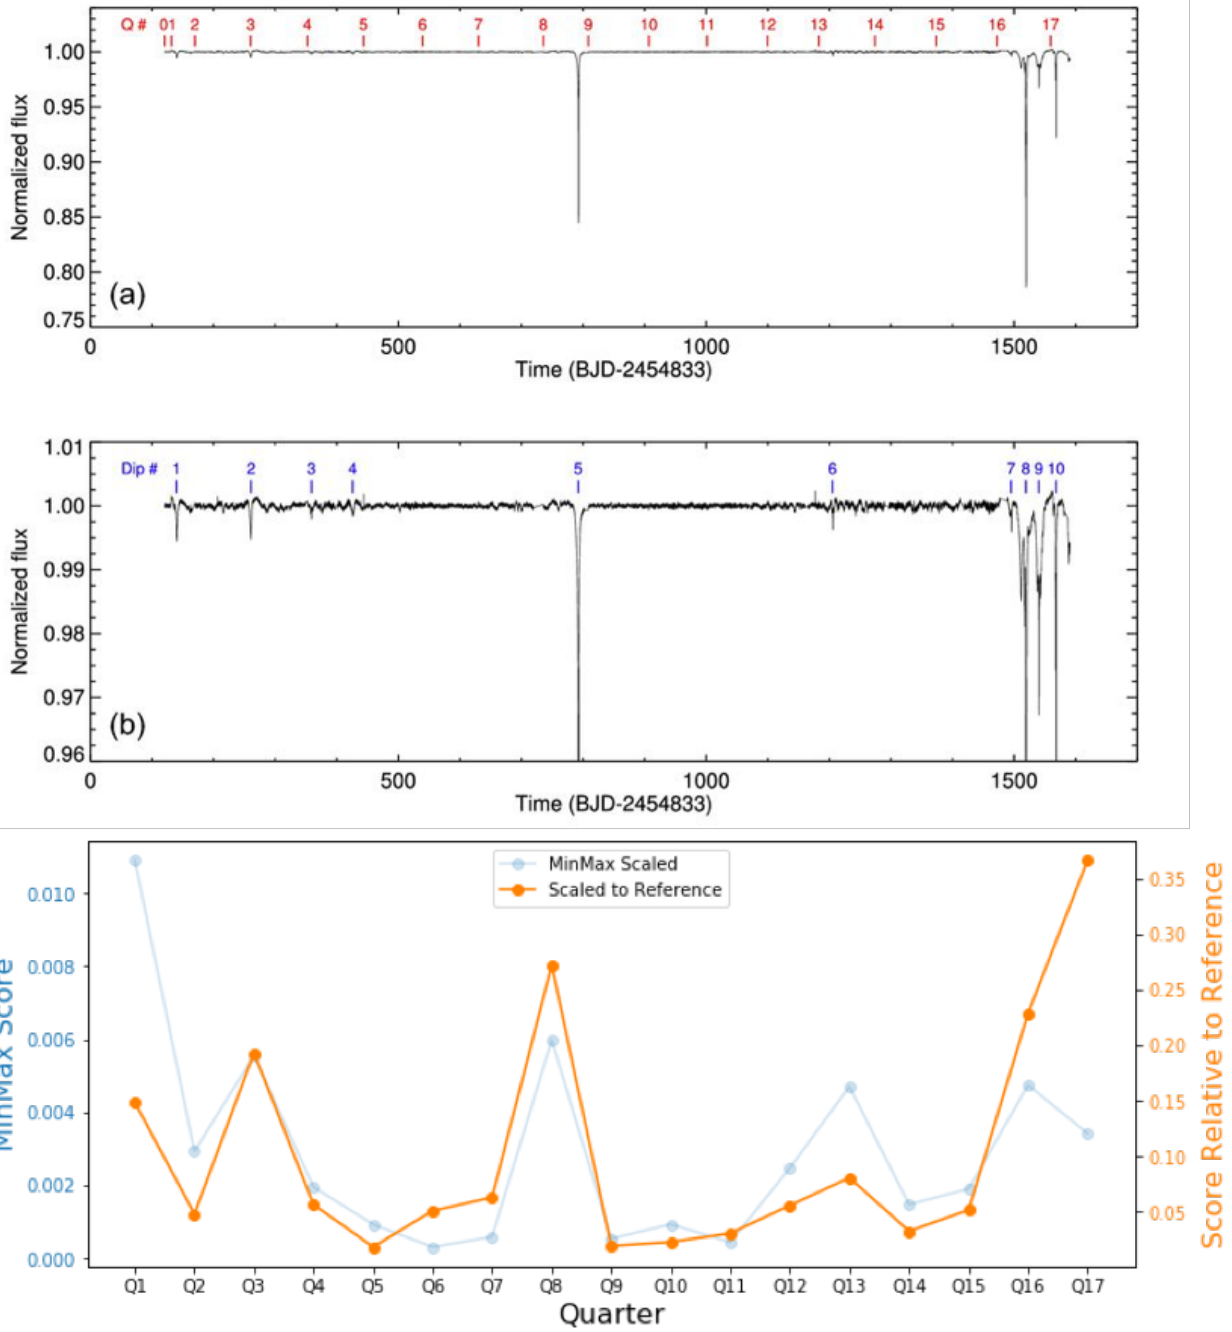 Q # 01 2 3 4 5 6 7 8 9 10 11 12 13 14 15 16 17
1.00
0.95
0.90
0.85
0.80
0.75
Normalized flux
(a)
0 500 1000 1500
Time (BJD-2454833)
1.01
1.00
0.99
0.98
0.97
0.96
Normalized flux
Dip # 1 2 3 4 5 6 7 8 9 10
(b)
0 500 1000 1500
Time (BJD-2454833)
MinMax Scaled
Scaled to Reference
0.010
0.008
0.006
0.004
0.002
0.000
MinMax Score
0.35
0.30
0.25
0.20
0.15
0.10
0.05
Score Relative to Reference
Q1 Q2 Q3 Q4 Q5 Q6 Q7 Q8 Q9 Q10 Q11 Q12 Q13 Q14 Q15 Q16 Q17
Quarter